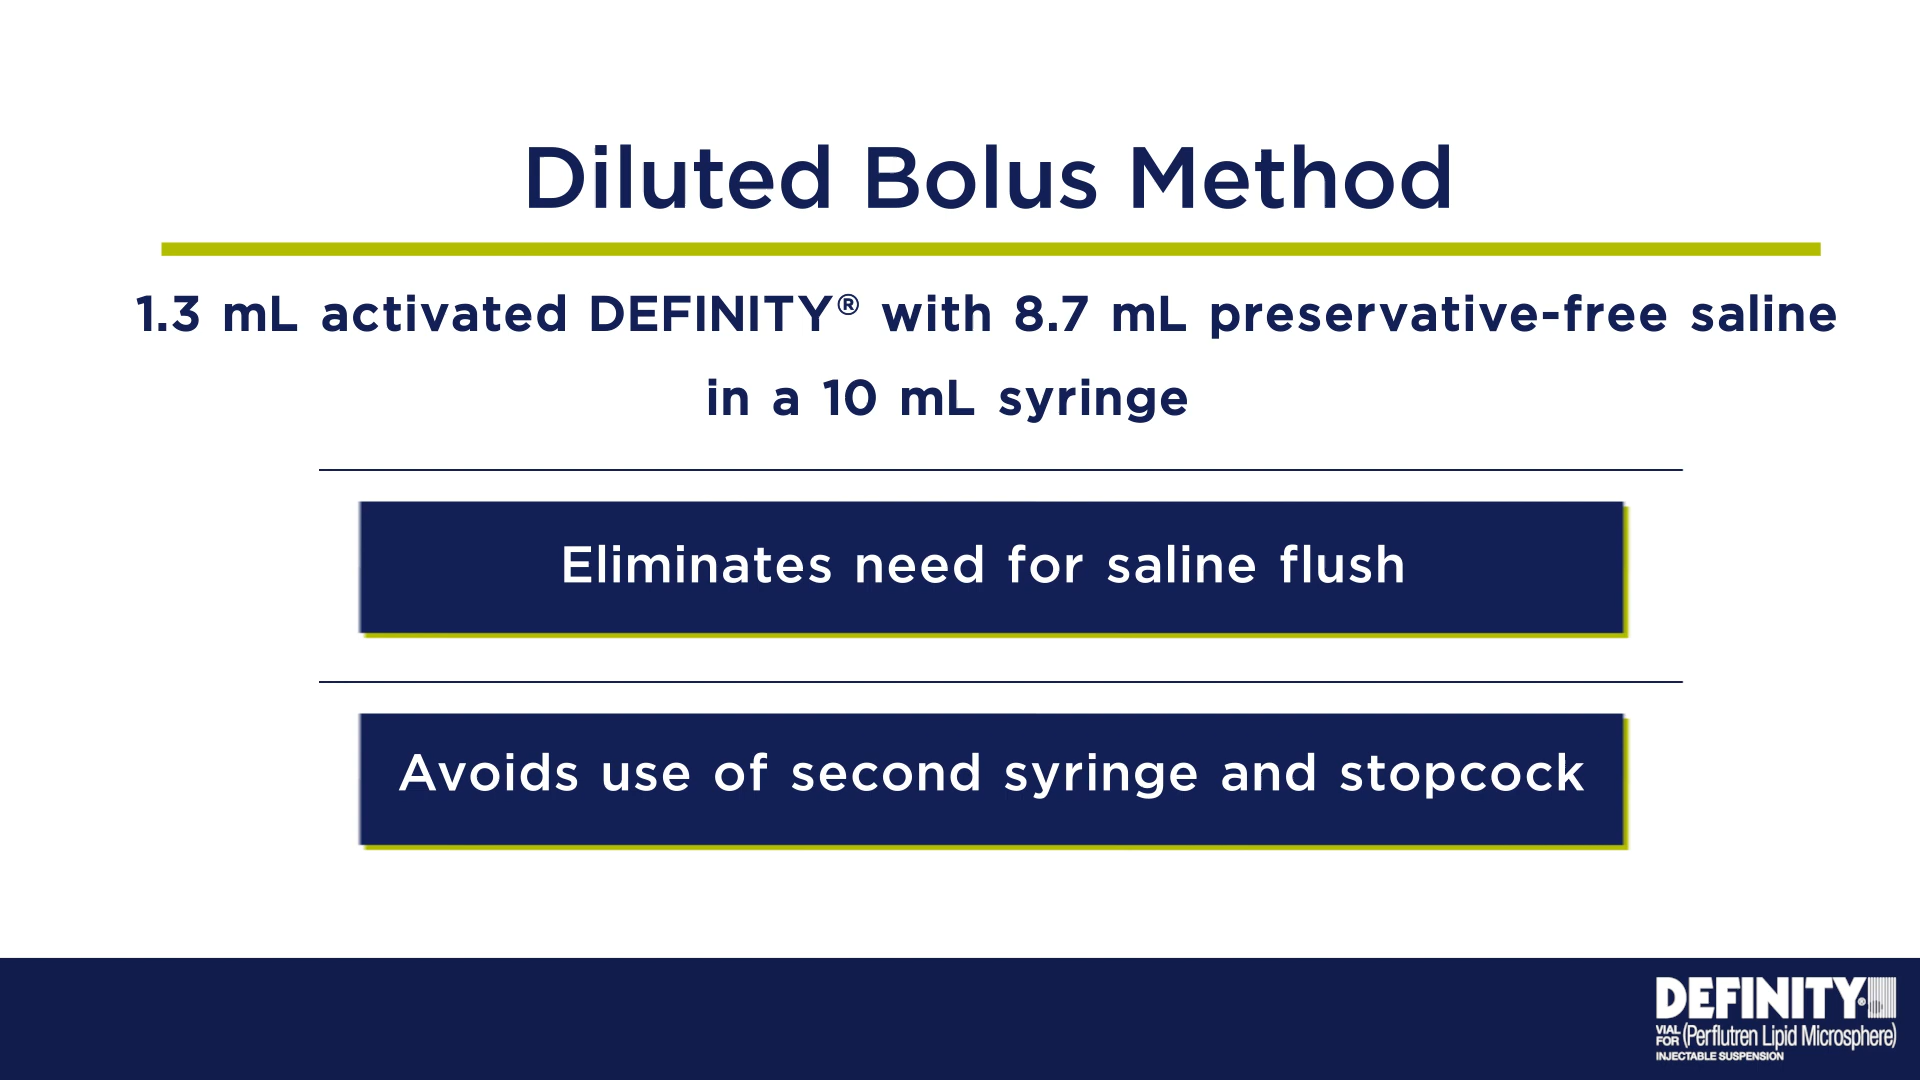 Diluted Bolus Method
1.3 mL activated DEFINITY® with 8.7 mL preservative-free saline
in a 10 mL syringe
Eliminates need for saline flush
Avoids use of second syringe and stopcock
DEFINITY®
VIAL FOR (Perflutren Lipid Microsphere)
INJECTABLE SUSPENSION